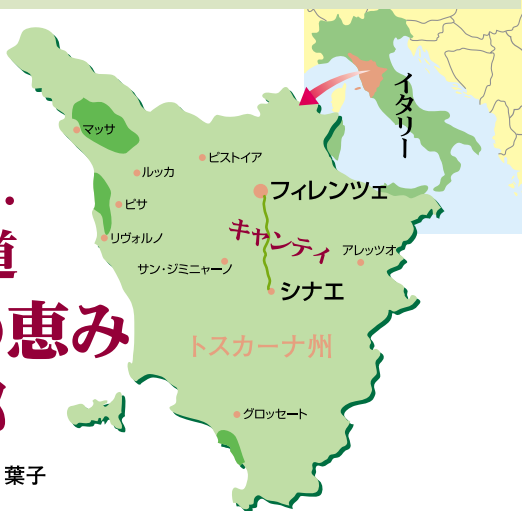 イタリー
マッサ
ピストイア
ルッカ
フィレンツェ
ピサ
キャンティ
リヴォルノ
アレッツオ
サン・ジミニャーノ
シナエ
道
恵み
トスカーナ州
グロッセート
葉子